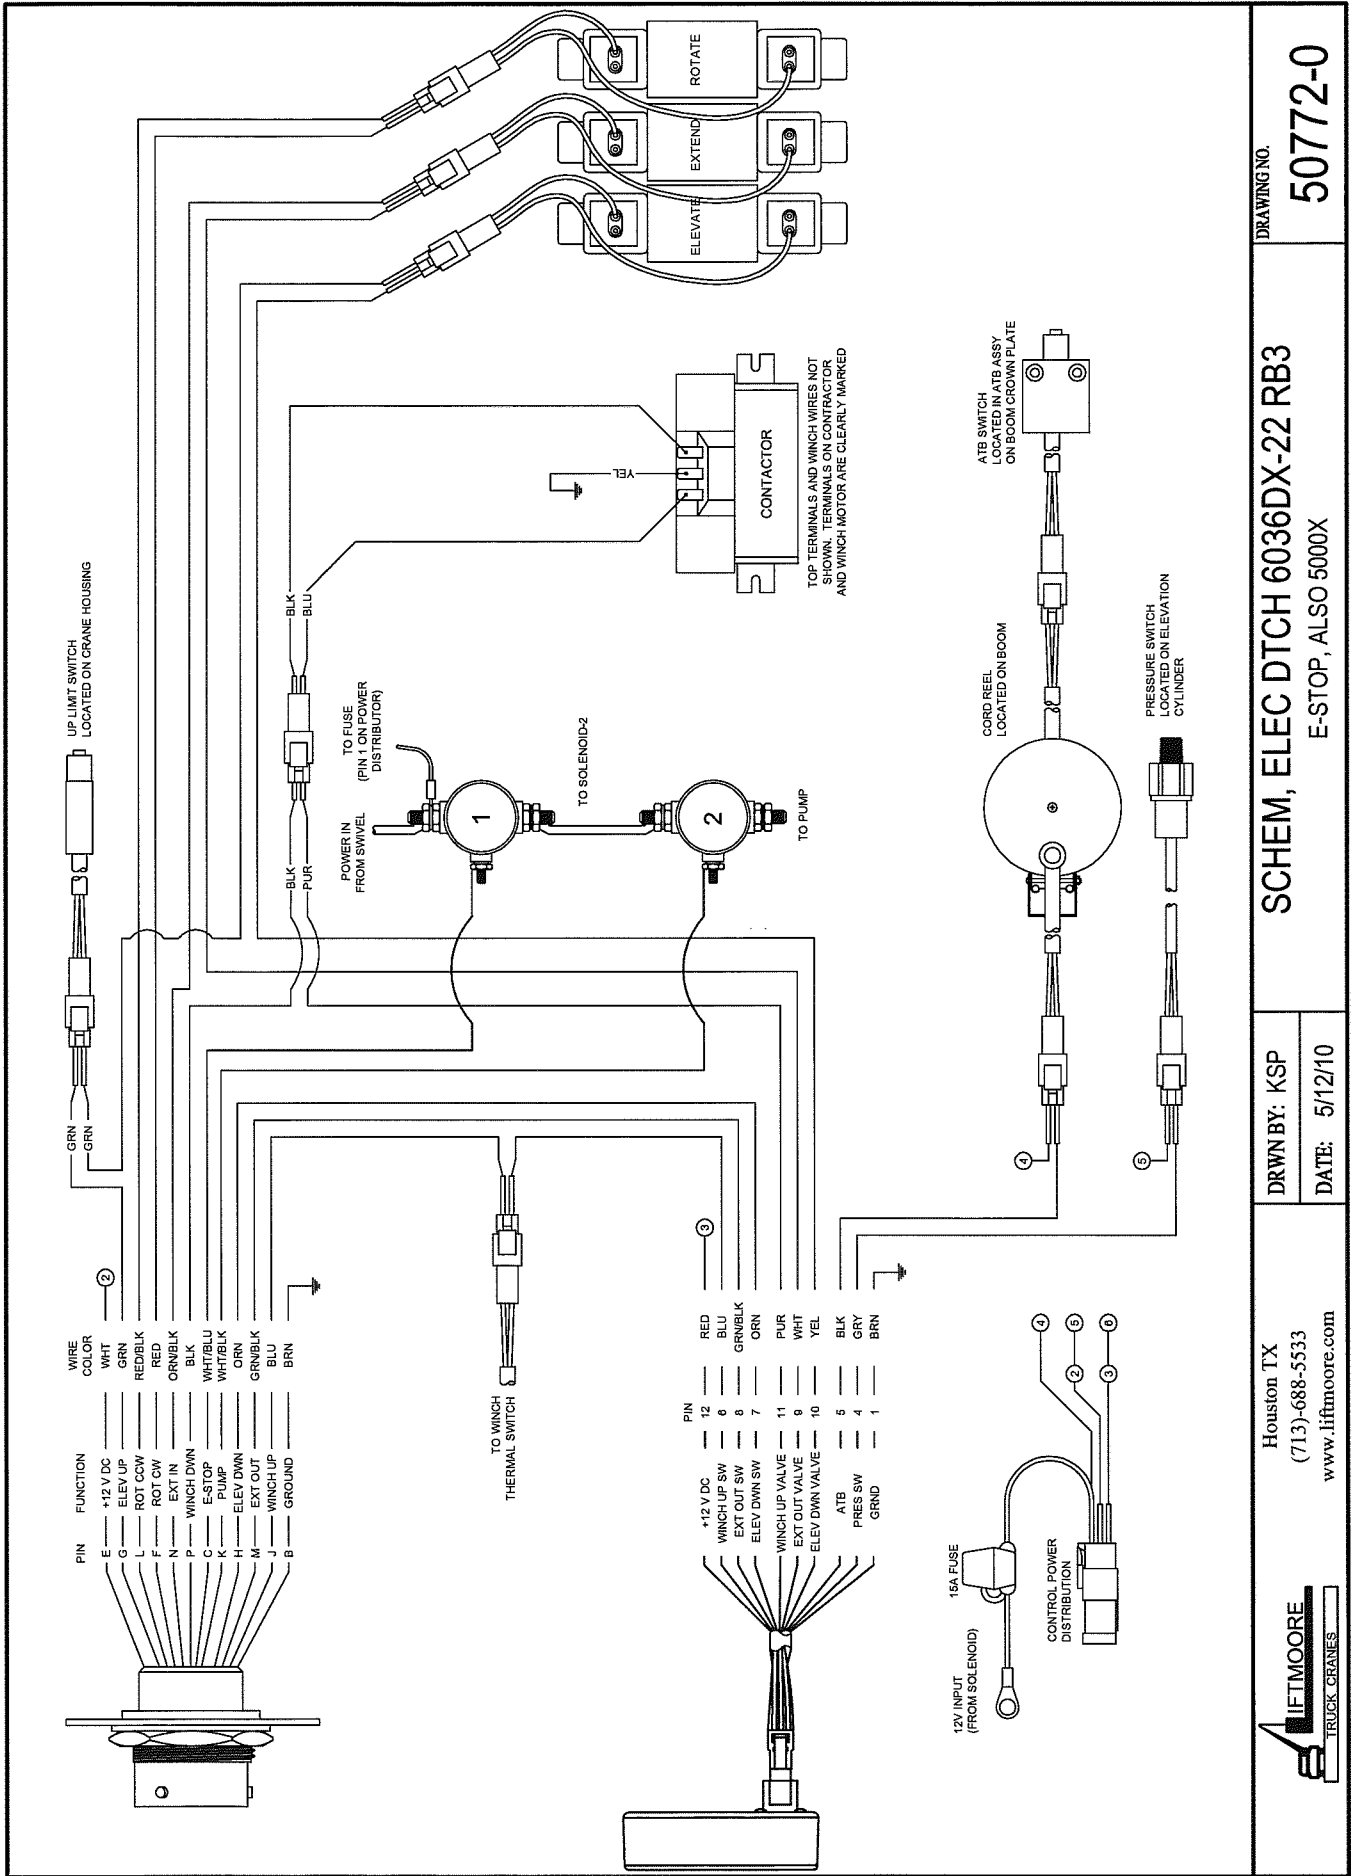 UP LIMIT SWITCH
LOCATED ON CRANE HOUSING
GRN
GRN
PIN FUNCTION WIRE COLOR
E +12 V DC WHT 2
G ELEV UP GRN
L ROT CCW RED/BLK
F ROT CW RED
N EXT IN ORN/BLK
P WINCH DWN BLK
C E-STOP WHT/BLU
K PUMP WHT/BLK
H ELEV DWN ORN
M EXT OUT GRN/BLK
J WINCH UP BLU
B GROUND BRN
BLK
PUR
BLK
BLU
ROTATE
EXTEND
ELEVATE
YEL
CONTACTOR
TOP TERMINALS AND WINCH WIRES NOT
SHOWN. TERMINALS ON CONTRACTOR
AND WINCH MOTOR ARE CLEARLY MARKED
POWER IN
FROM SWIVEL
TO FUSE
(PIN 1 ON POWER
DISTRIBUTOR)
1
TO SOLENOID-2
2
TO PUMP
TO WINCH
THERMAL SWITCH
PIN
+12 V DC 12 RED 3
WINCH UP SW 6 BLU
EXT OUT SW 8 GRN/BLK
ELEV DWN SW 7 ORN
WINCH UP VALVE 11 PUR
EXT OUT VALVE 9 WHT
ELEV DWN VALVE 10 YEL
ATB 5 BLK
PRES SW 4 GRY
GRND 1 BRN
ATB SWITCH
LOCATED IN ATB ASSY
ON BOOM CROWN PLATE
CORD REEL
LOCATED ON BOOM
4
PRESSURE SWITCH
LOCATED ON ELEVATION
CYLINDER
5
12V INPUT
(FROM SOLENOID)
15A FUSE
CONTROL POWER
DISTRIBUTION
4
2 5
3 6
LIFTMOORE
TRUCK CRANES
Houston TX
(713)-688-5533
www.liftmoore.com
DRWN BY: KSP
DATE: 5/12/10
SCHEM, ELEC DTCH 6036DX-22 RB3
E-STOP, ALSO 5000X
DRAWING NO.
50772-0